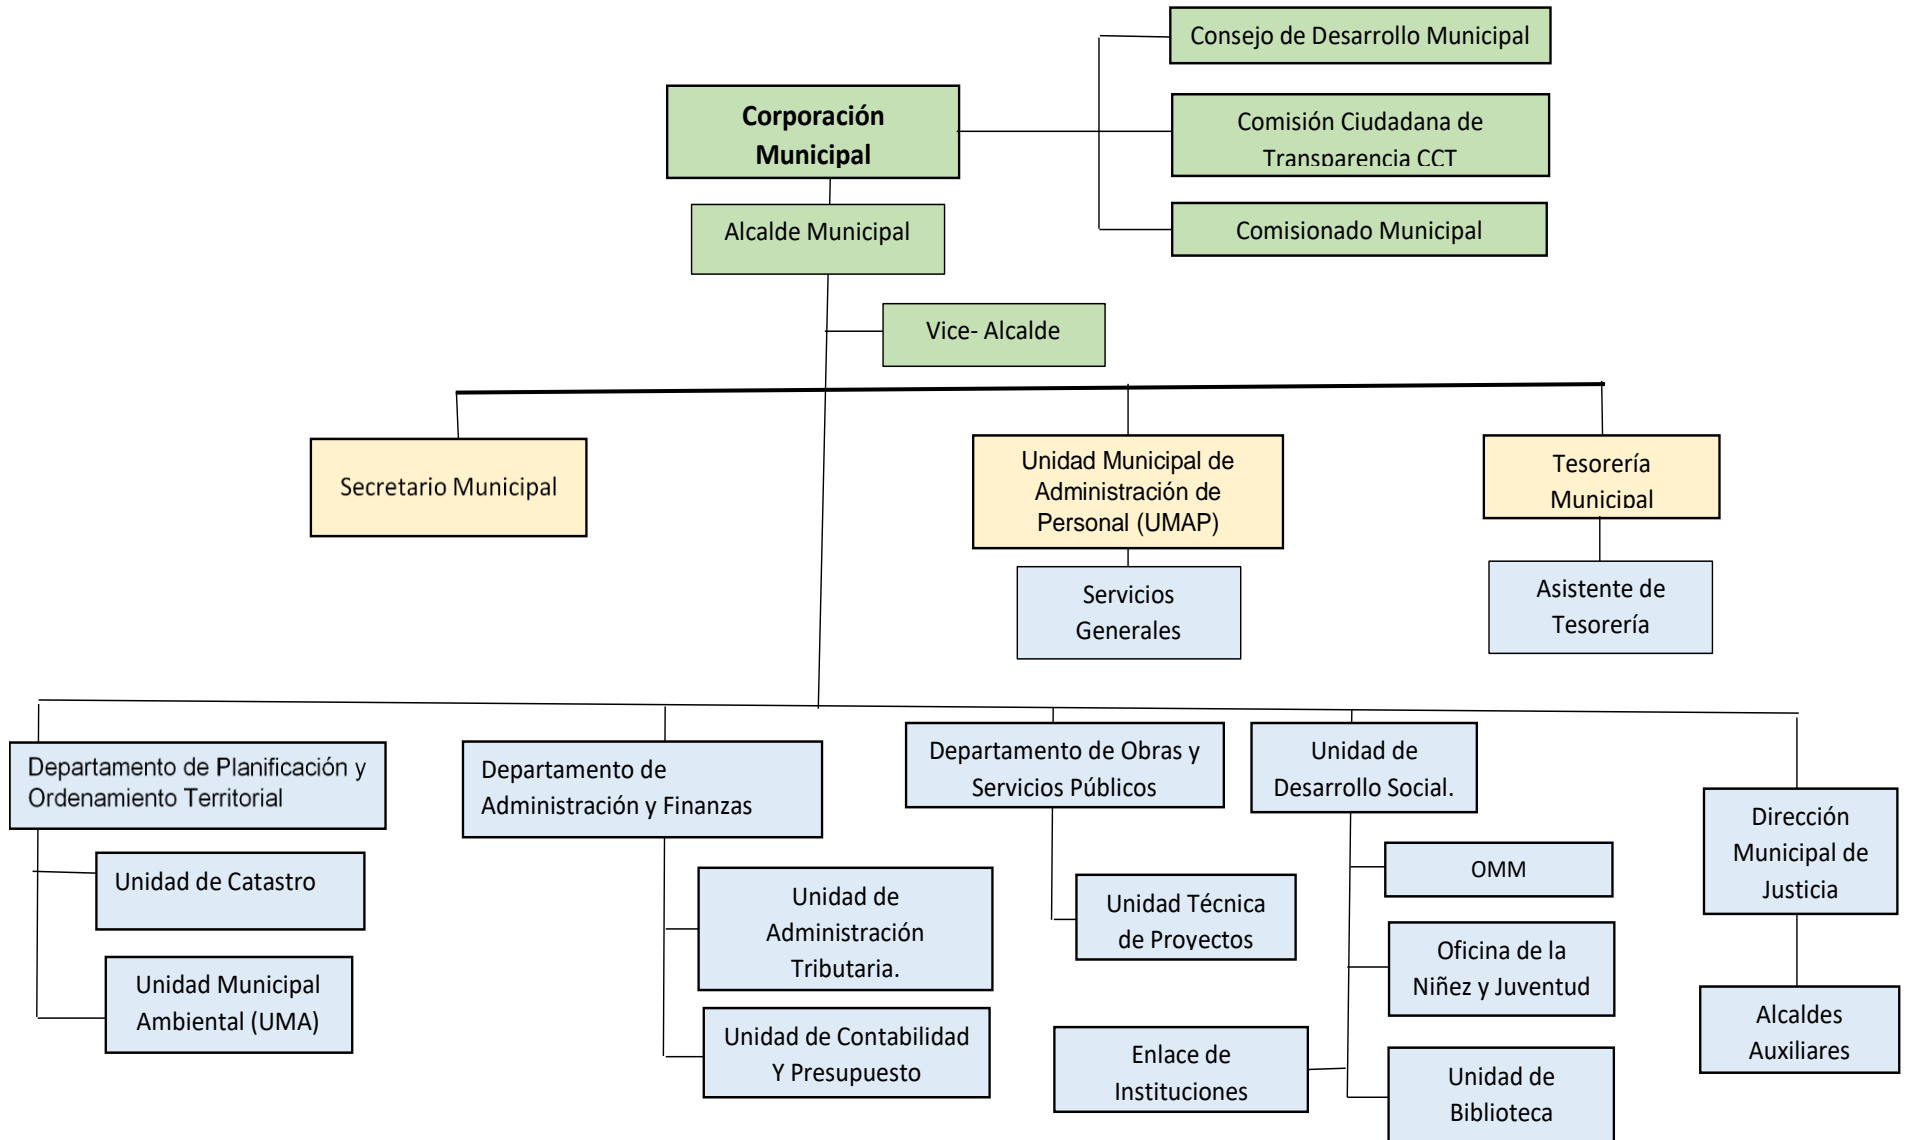 Consejo de Desarrollo Municipal
Corporación
Municipal
Comisión Ciudadana de
Transparencia CCT
Alcalde Municipal
Comisionado Municipal
Vice- Alcalde
Secretario Municipal
Unidad Municipal de
Administración de
Personal (UMAP)
Tesorería
Municipal
Servicios
Generales
Asistente de
Tesorería
Departamento de Planificación y
Ordenamiento Territorial
Departamento de
Administración y Finanzas
Departamento de Obras y
Servicios Públicos
Unidad de
Desarrollo Social.
Dirección
Municipal de
Justicia
Unidad de Catastro
Unidad Municipal
Ambiental (UMA)
Unidad de
Administración
Tributaria.
Unidad de Contabilidad
Y Presupuesto
Unidad Técnica
de Proyectos
OMM
Oficina de la
Niñez y Juventud
Enlace de
Instituciones
Unidad de
Biblioteca
Alcaldes
Auxiliares